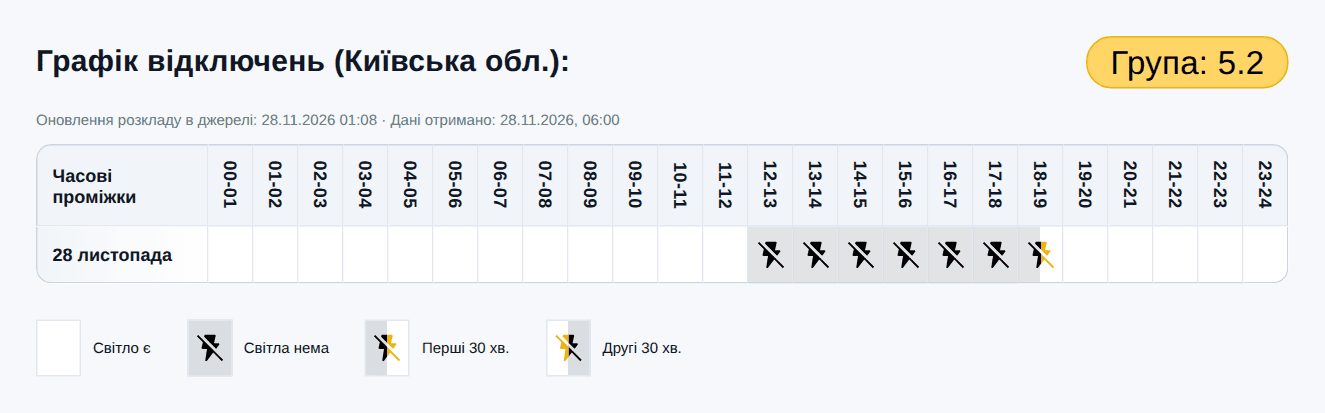 Графік відключень (Київська обл.):
Група: 5.2
Оновлення розкладу в джерелі: 28.11.2026 01:08 · Дані отримано: 28.11.2026, 06:00
Часові проміжки 00-01 01-02 02-03 03-04 04-05 05-06 06-07 07-08 08-09 09-10 10-11 11-12 12-13 13-14 14-15 15-16 16-17 17-18 18-19 19-20 20-21 21-22 22-23 23-24
28 листопада
Світло є Світла нема Перші 30 хв. Другі 30 хв.